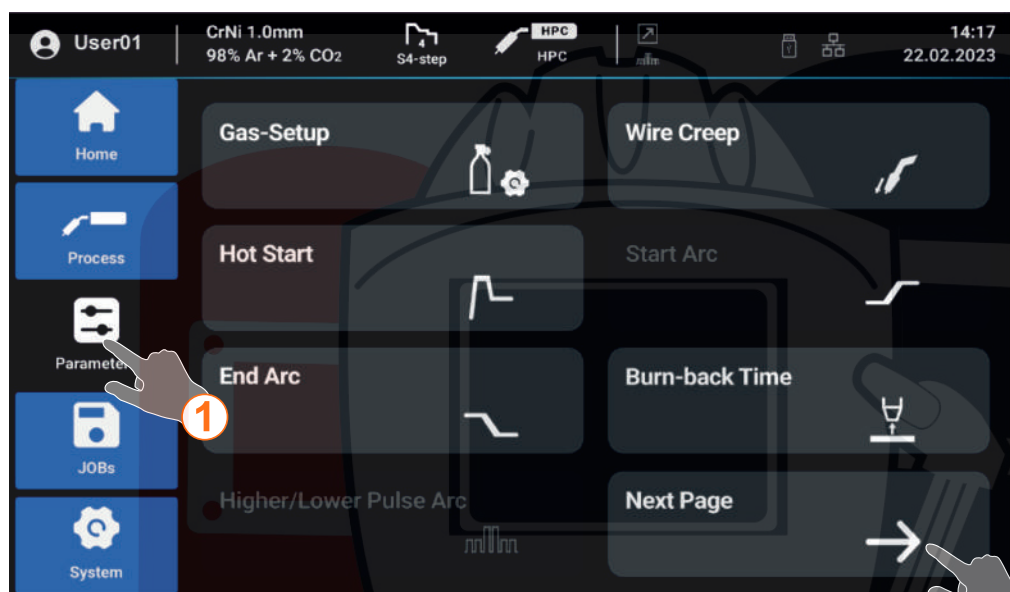 User01
CrNi 1.0mm
98% Ar + 2% CO2
4
S4-step
HPC
HPC
14:17
22.02.2023
Home
Process
Parameter
JOBs
System
Gas-Setup
Wire Creep
Hot Start
Start Arc
End Arc
Burn-back Time
Higher/Lower Pulse Arc
Next Page
1